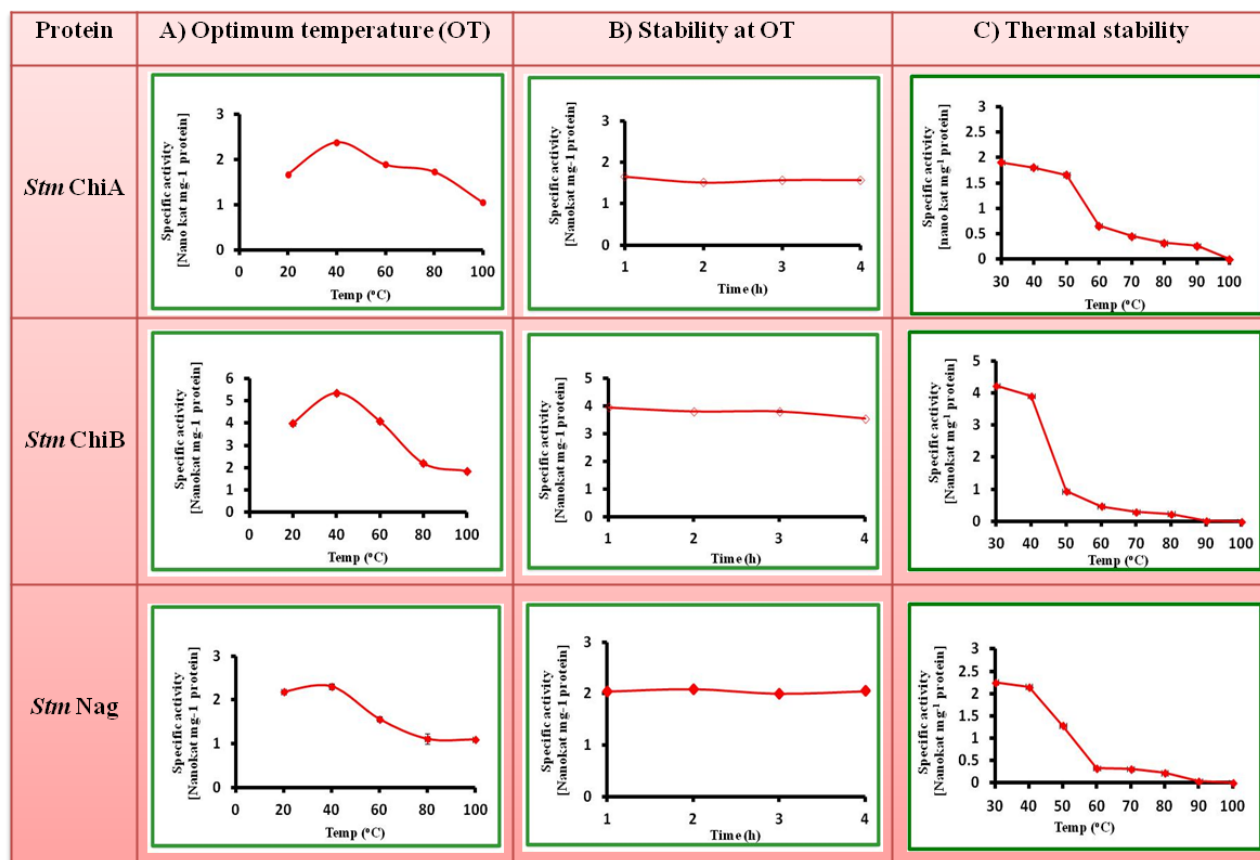 Protein
A) Optimum temperature (OT)
B) Stability at OT
C) Thermal stability
Stm ChiA
Specific activity
[Nano kat mg-1 protein]
3
2
1
0
0 20 40 60 80 100
Temp (°C)
Specific activity
[Nanokat mg-1 protein]
3
2
1
0
1 2 3 4
Time (h)
Specific activity
[nano kat mg-1 protein]
3
2.5
2
1.5
1
0.5
0
30 40 50 60 70 80 90 100
Temp (°C)
Stm ChiB
Specific activity
[Nanokat mg-1 protein]
6
5
4
3
2
1
0
0 20 40 60 80 100
Temp (°C)
Specific activity
[Nanokat mg-1 protein]
5
4
3
2
1
0
1 2 3 4
Time (h)
Specific activity
[Nanokat mg¹ protein]
5
4
3
2
1
0
30 40 50 60 70 80 90 100
Temp (°C)
Stm Nag
Specific activity
[Nanokat mg-1 protein]
3
2
1
0
0 20 40 60 80 100
Temp (°C)
Specific activity
[Nanokat mg-1 protein]
3
2
1
0
1 2 3 4
Time (h)
Specific activity
[Nanokat mg¹ protein]
3
2.5
2
1.5
1
0.5
0
30 40 50 60 70 80 90 100
Temp (°C)